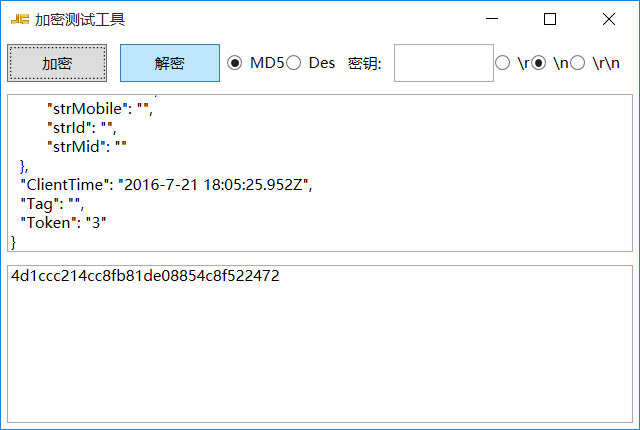 加密测试工具
加密 解密 MD5 Des 密钥: \r \n \r\n
"strMobile": "",
"strId": "",
"strMid": ""
},
"ClientTime": "2016-7-21 18:05:25.952Z",
"Tag": "",
"Token": "3"
}
4d1ccc214cc8fb81de08854c8f522472